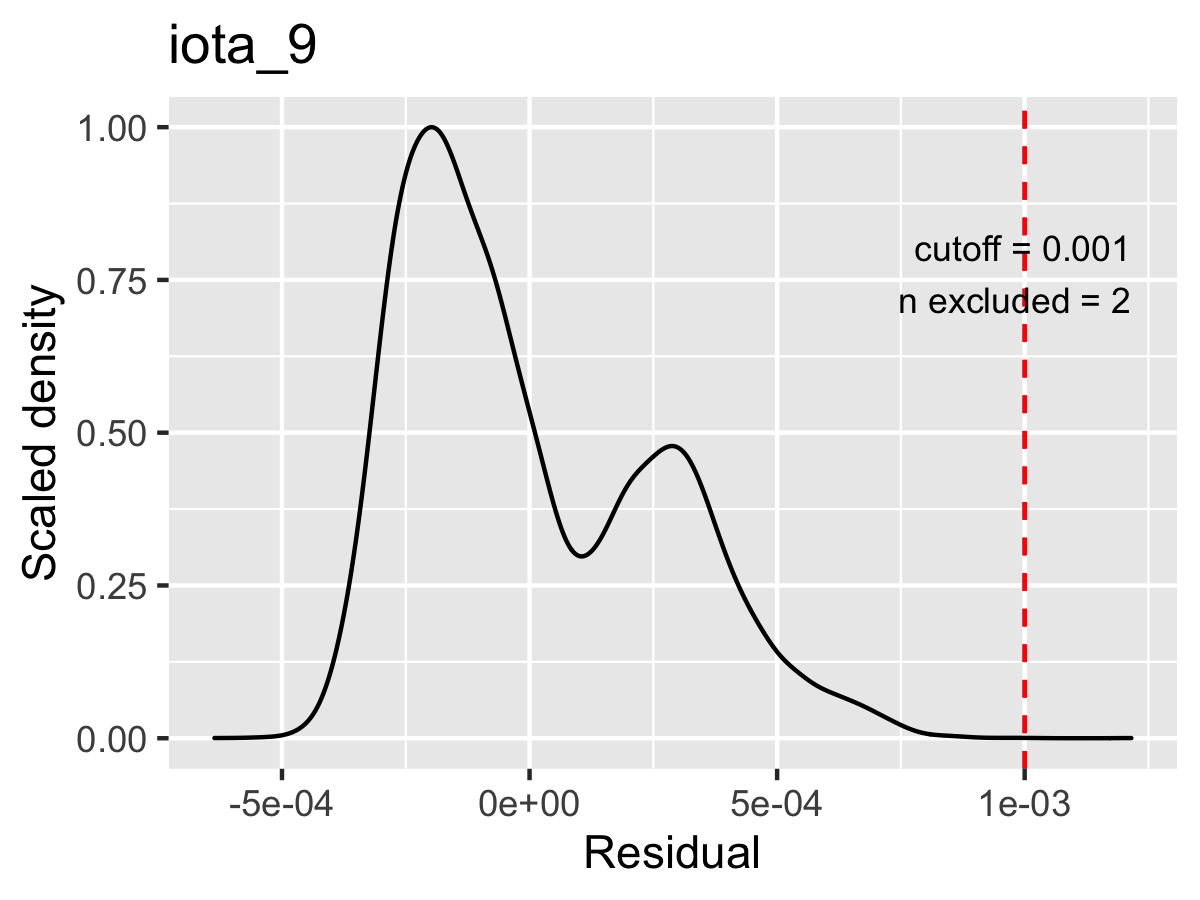 iota_9
Scaled density
1.00
0.75
0.50
0.25
0.00
cutoff = 0.001
n excluded = 2
-5e-04
0e+00
5e-04
1e-03
Residual